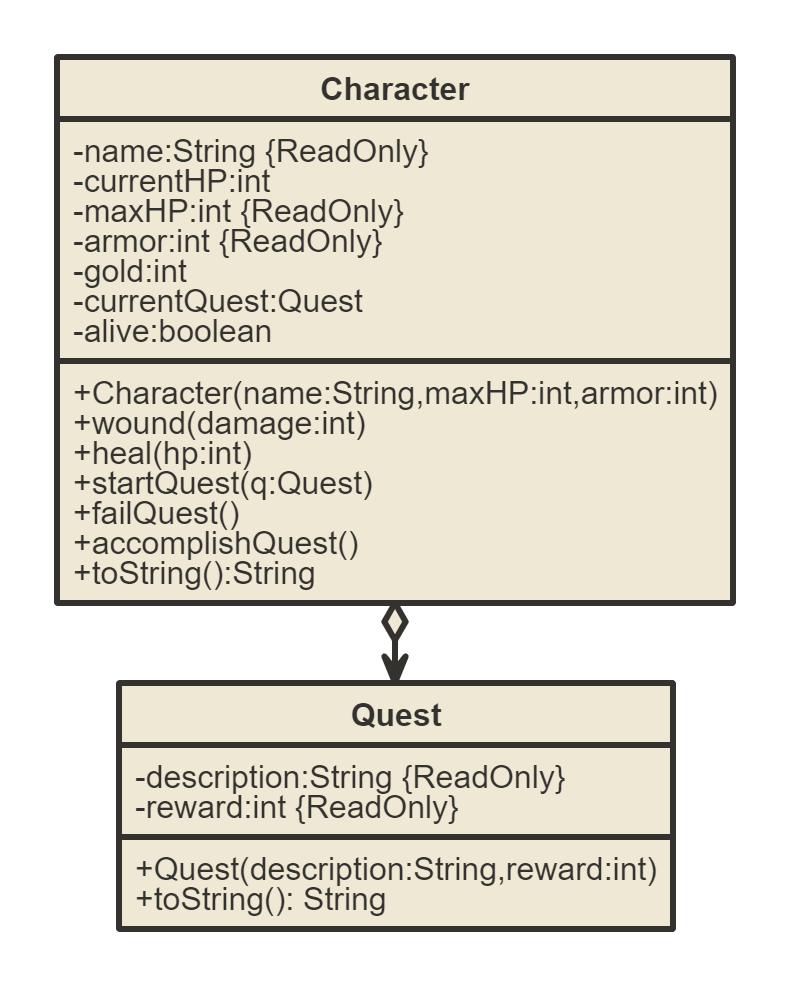 Character
-name:String {ReadOnly}
-currentHP:int
-maxHP:int {ReadOnly}
-armor:int {ReadOnly}
-gold:int
-currentQuest:Quest
-alive:boolean
+Character(name:String,maxHP:int,armor:int)
+wound(damage:int)
+heal(hp:int)
+startQuest(q:Quest)
+failQuest()
+accomplishQuest()
+toString():String
Quest
-description:String {ReadOnly}
-reward:int {ReadOnly}
+Quest(description:String,reward:int)
+toString(): String